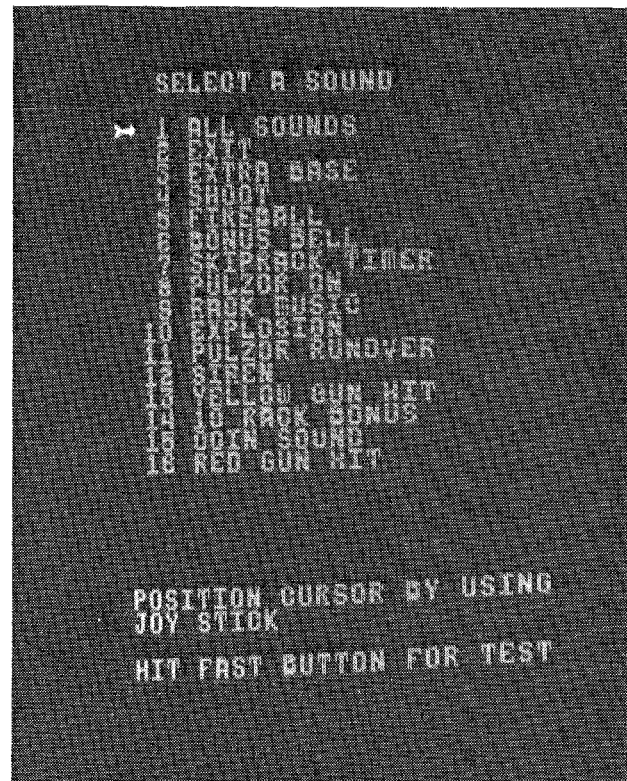 SELECT A SOUND
1 ALL SOUNDS
2 EXIT
3 EXTRA BASE
4 SHOOT
5 FIREBALL
6 BONUS BELL
7 SKIPRACK TIMER
8 PULZOR ON
9 RACK MUSIC
10 EXPLOSION
11 PULZOR RUNOVER
12 SIREN
13 YELLOW GUN HIT
14 10 RACK BONUS
15 COIN SOUND
16 RED GUN HIT
POSITION CURSOR BY USING
JOY STICK
HIT FAST BUTTON FOR TEST